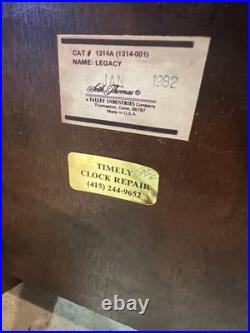 CAT # 1314A (1314-001)
NAME: LEGACY
JAN 1982
Seth Thomas ®
A TALLEY INDUSTRIES COMPANY
Thomaston, Conn. 06787
Made in U.S.A.
TIMELY
CLOCK REPAIR
(415) 244-9652